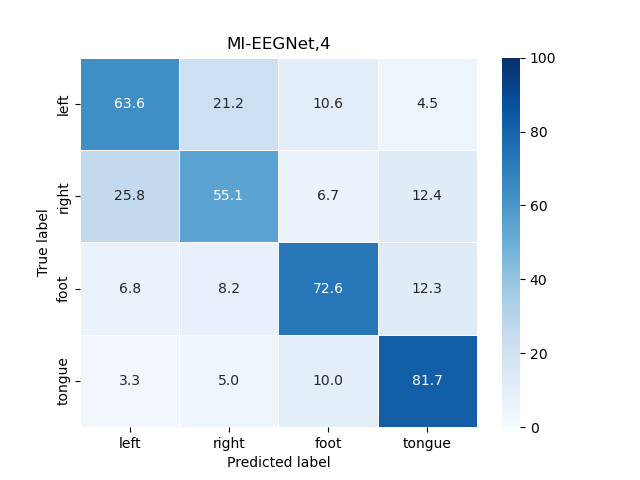 MI-EEGNet,4
True label
left 63.6 21.2 10.6 4.5
right 25.8 55.1 6.7 12.4
foot 6.8 8.2 72.6 12.3
tongue 3.3 5.0 10.0 81.7
left right foot tongue
Predicted label
100
80
60
40
20
0